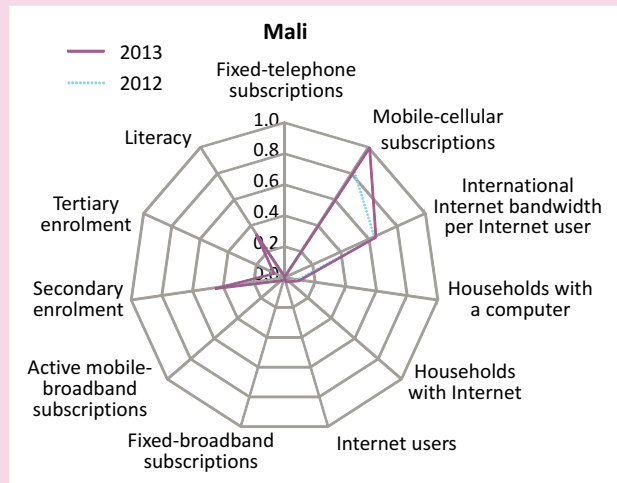 Mali
2013
2012
Fixed-telephone
subscriptions
Mobile-cellular
subscriptions
International
Internet bandwidth
per Internet user
Households with
a computer
Households
with Internet
Internet users
Fixed-broadband
subscriptions
Active mobile-
broadband
subscriptions
Secondary
enrolment
Tertiary
enrolment
Literacy
1.0
0.8
0.6
0.4
0.2
0.0